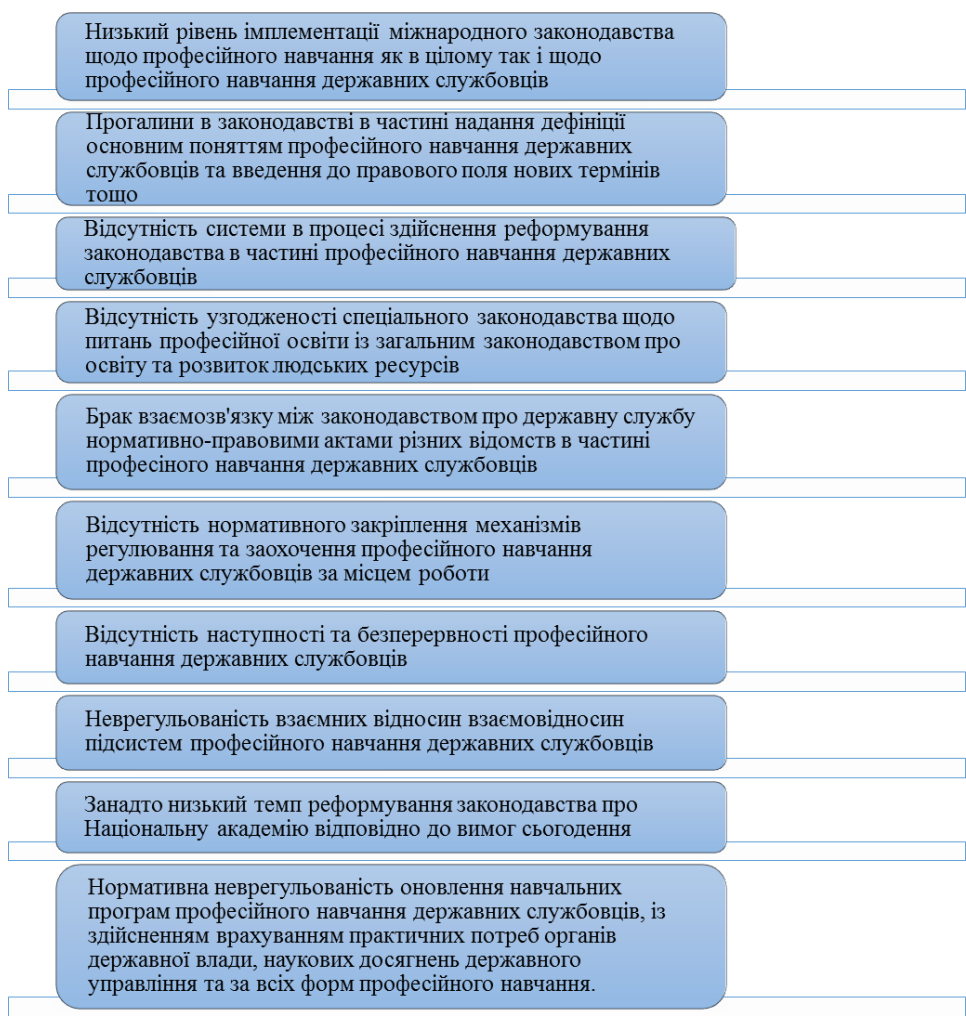 Низький рівень імплементації міжнародного законодавства
щодо професійного навчання як в цілому так і щодо
професійного навчання державних службовців
Прогалини в законодавстві в частині надання дефініції
основним поняттям професійного навчання державних
службовців та введення до правового поля нових термінів
тощо
Відсутність системи в процесі здійснення реформування
законодавства в частині професійного навчання державних
службовців
Відсутність узгодженості спеціального законодавства щодо
питань професійної освіти із загальним законодавством про
освіту та розвиток людських ресурсів
Брак взаємозв'язку між законодавством про державну службу
нормативно-правовими актами різних відомств в частині
професіного навчання державних службовців
Відсутність нормативного закріплення механізмів
регулювання та заохочення професійного навчання
державних службовців за місцем роботи
Відсутність наступності та безперервності професійного
навчання державних службовців
Неврегульованість взаємних відносин взаємовідносин
підсистем професійного навчання державних службовців
Занадто низький темп реформування законодавства про
Національну академію відповідно до вимог сьогодення
Нормативна неврегульованість оновлення навчальних
програм професійного навчання державних службовців, із
здійсненням врахуванням практичних потреб органів
державної влади, наукових досягнень державного
управління та за всіх форм професійного навчання.